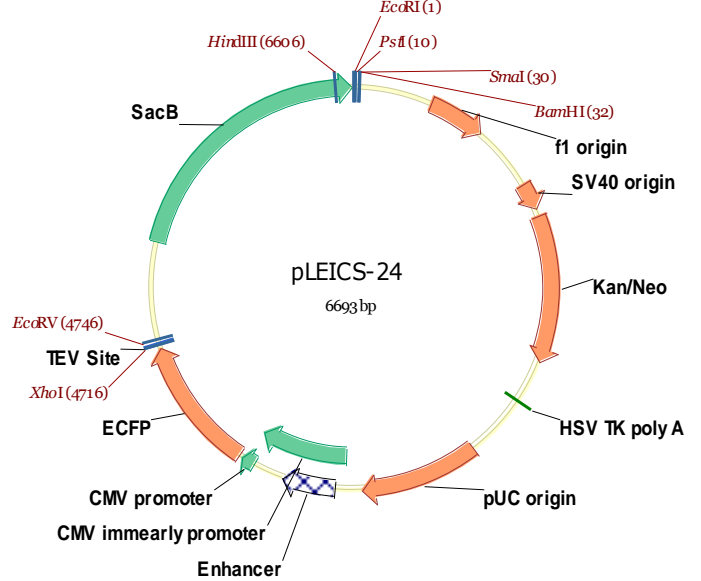 EcoRI (1)
HindIII (6606)
PstI (10)
SmaI (30)
BamHI (32)
SacB
f1 origin
SV40 origin
pLEICS-24
6693 bp
Kan/Neo
EcoRV (4746)
TEV Site
XhoI (4716)
ECFP
HSV TK poly A
CMV promoter
pUC origin
CMV immearly promoter
Enhancer